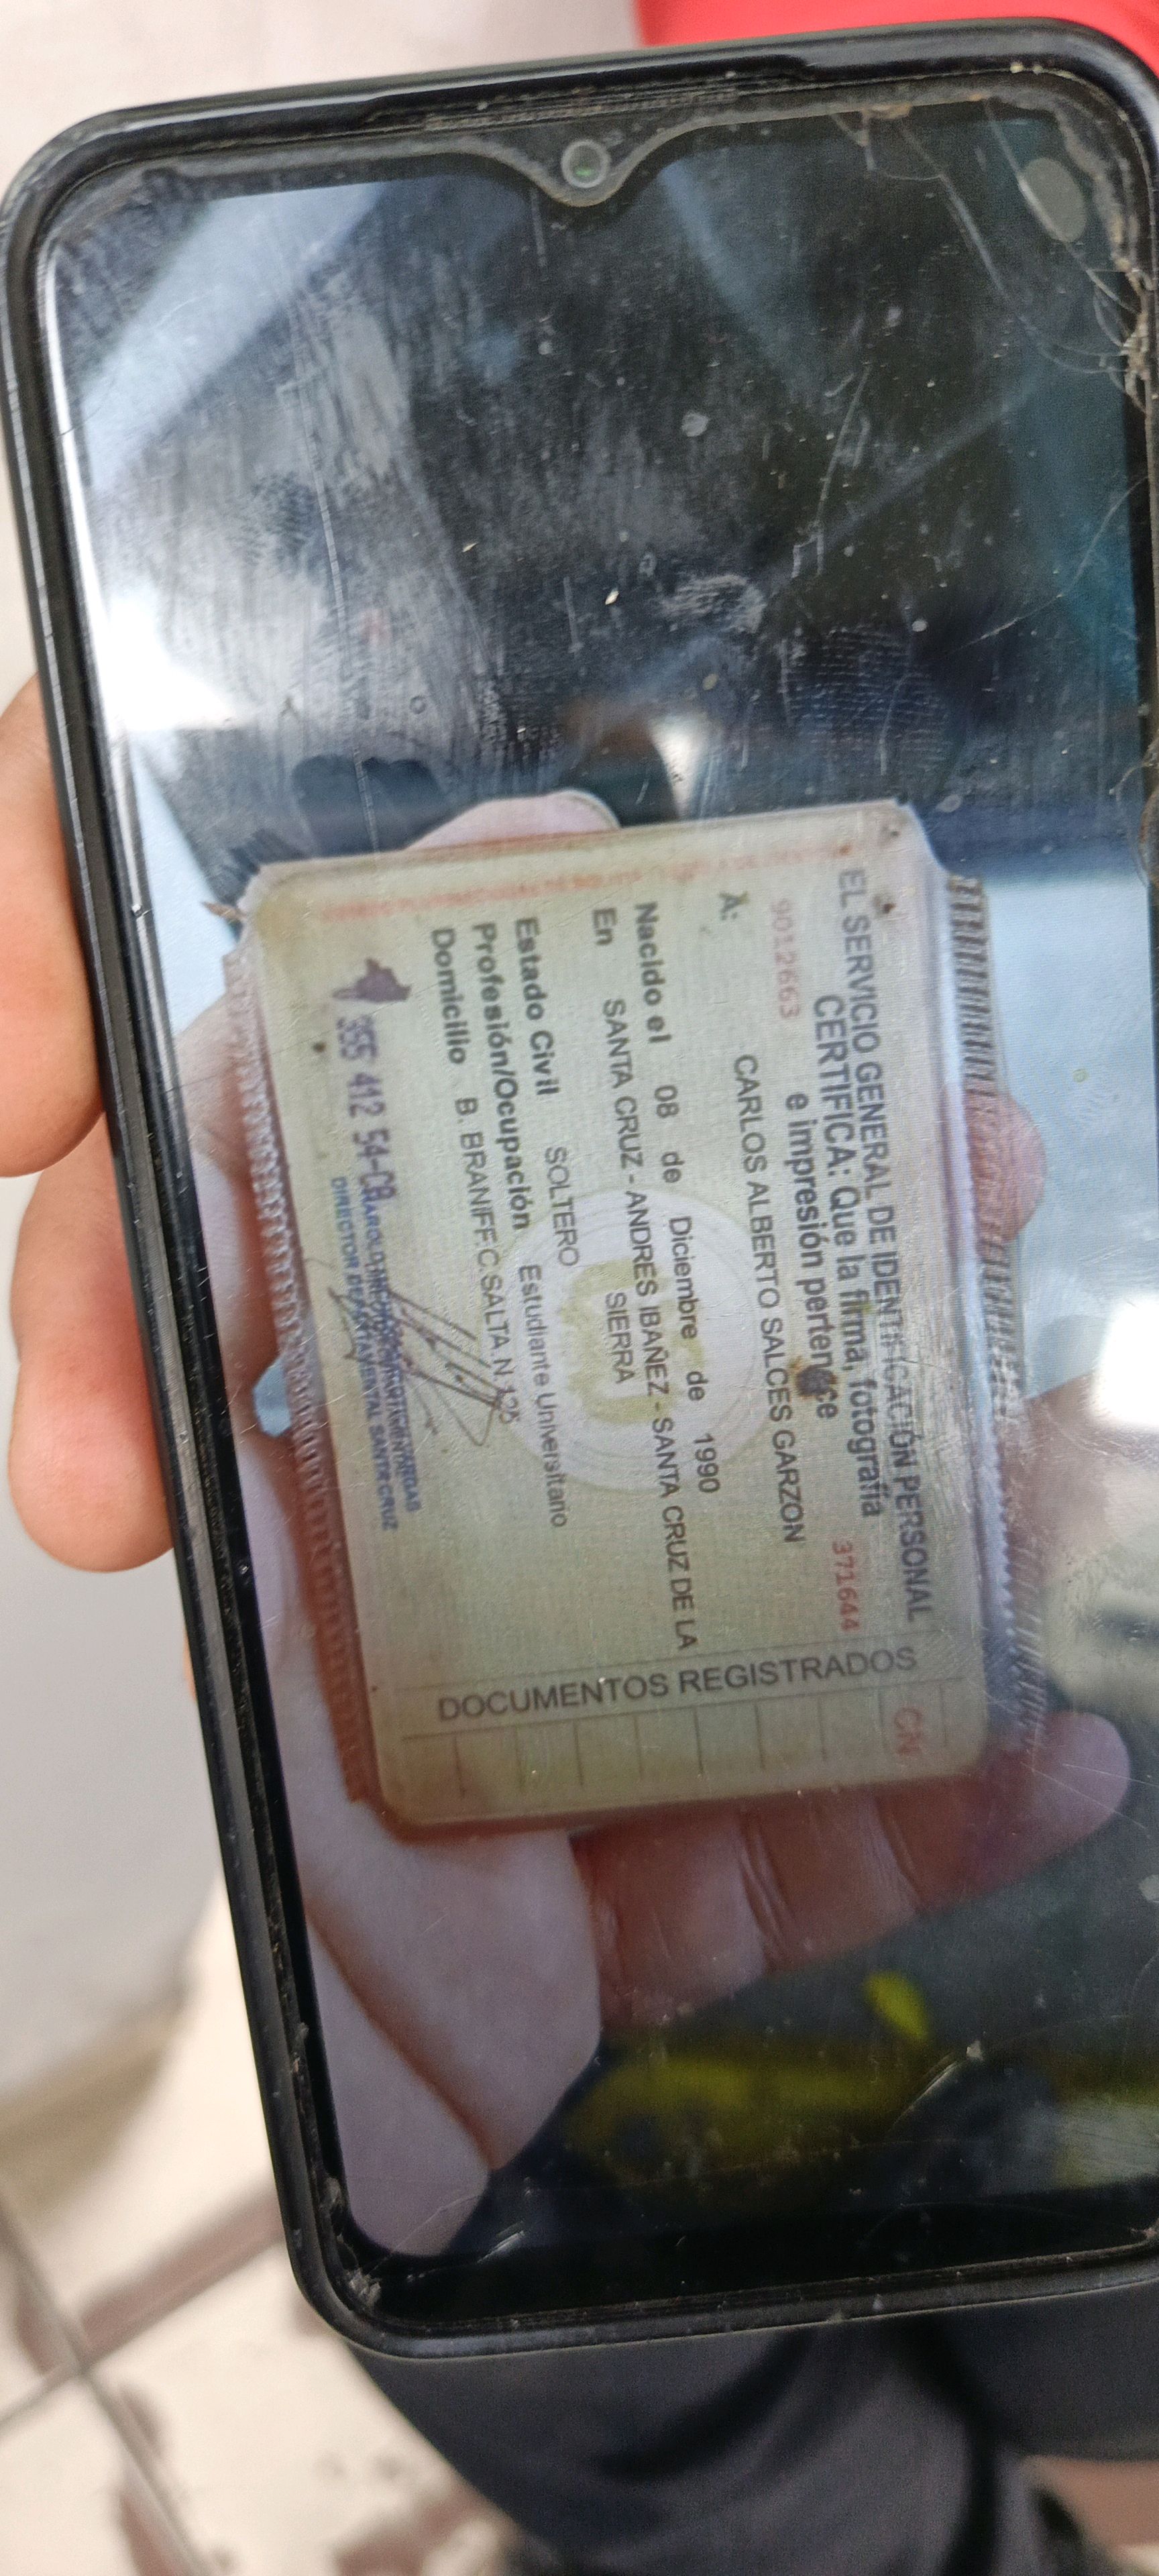 EL SERVICIO GENERAL DE IDENTIFICACIÓN PERSONAL
CERTIFICA: Que la firma, fotografía
e impresión pertenece
9012663
371644
A: CARLOS ALBERTO SALCES GARZON
Nacido el 08 de Diciembre de 1990
En SANTA CRUZ - ANDRES IBAÑEZ - SANTA CRUZ DE LA
SIERRA
Estado Civil SOLTERO
Profesión/Ocupación Estudiante Universitario
Domicilio B. BRANIFF.C.SALTA N.125
412 54-CB
DIRECTOR DEPARTAMENTAL SANTA CRUZ
DOCUMENTOS REGISTRADOS
CN